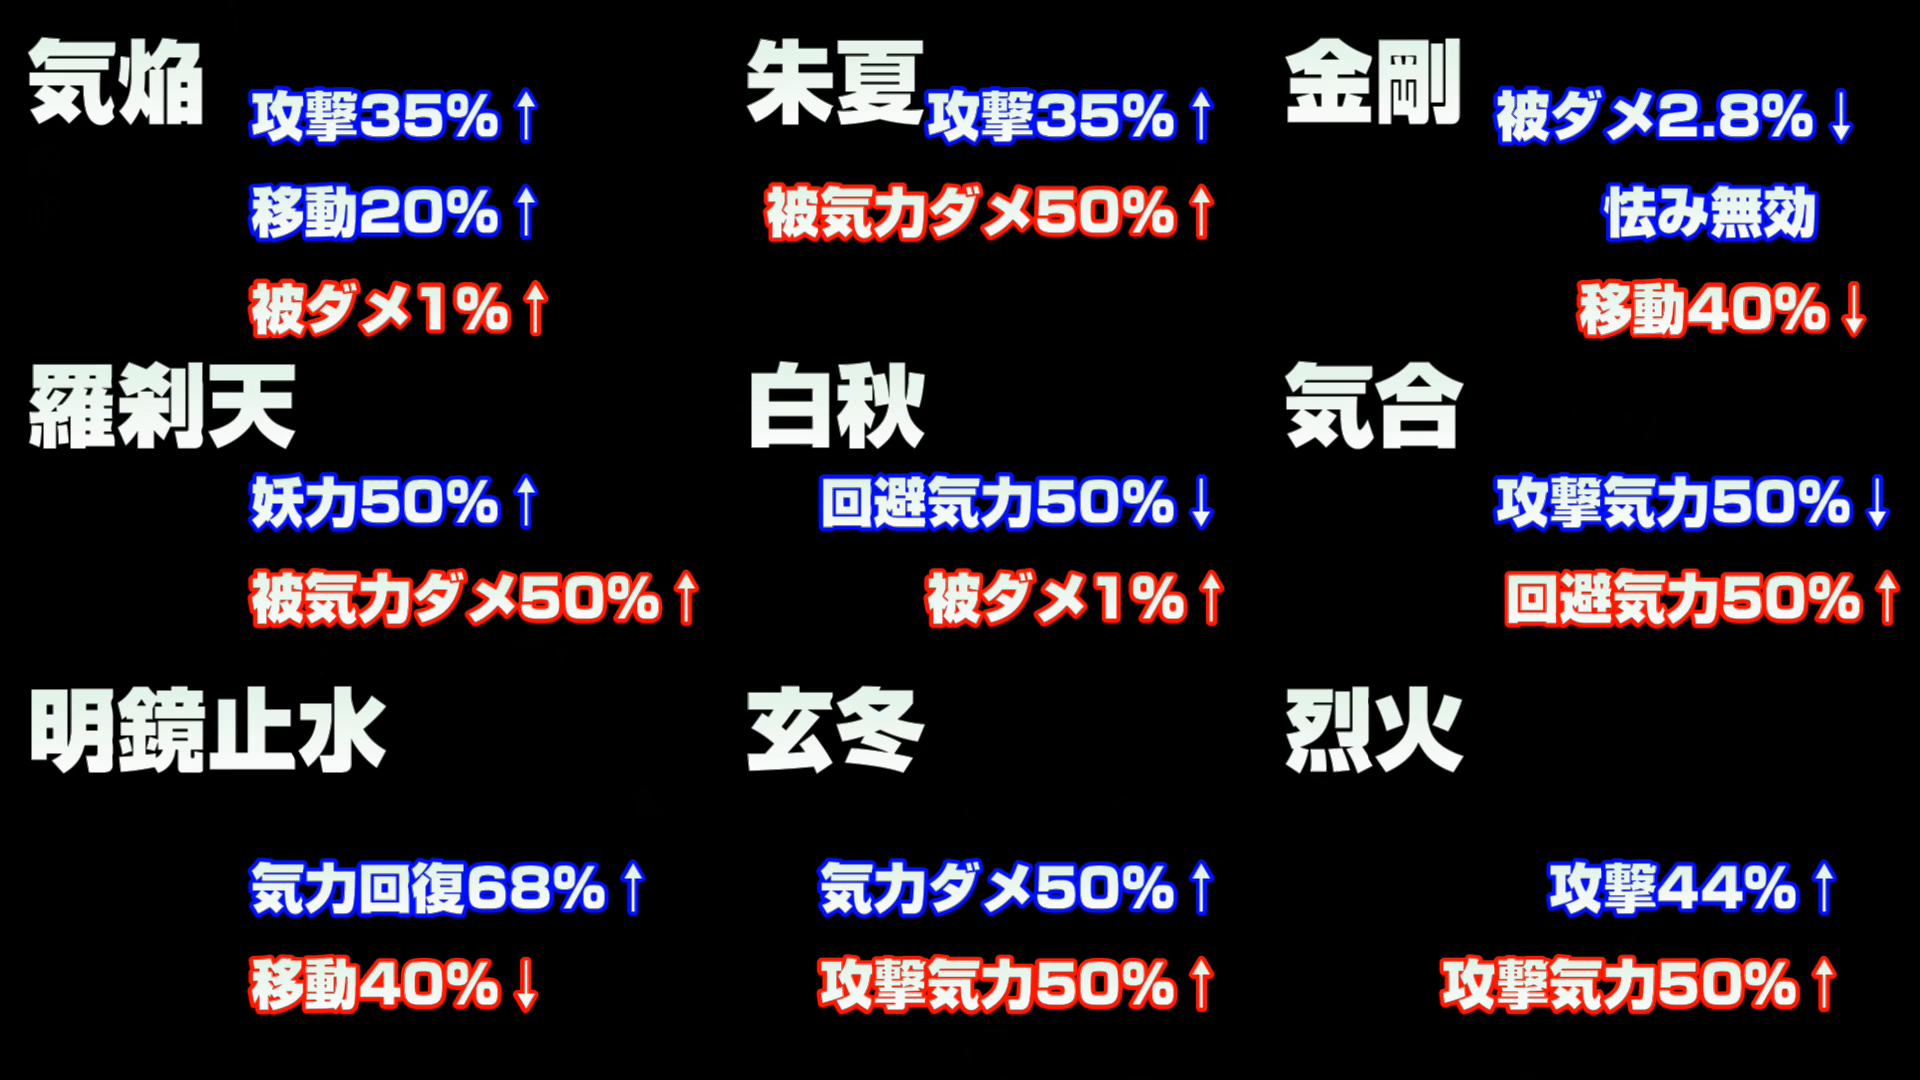 気焔
攻撃35%↑
移動20%↑
被ダメ1%↑
朱夏
攻撃35%↑
被気力ダメ50%↑
金剛
被ダメ2.8%↓
怯み無効
移動40%↓
羅刹天
妖力50%↑
被気力ダメ50%↑
白秋
回避気力50%↓
被ダメ1%↑
気合
攻撃気力50%↓
回避気力50%↑
明鏡止水
気力回復68%↑
移動40%↓
玄冬
気力ダメ50%↑
攻撃気力50%↑
烈火
攻撃44%↑
攻撃気力50%↑